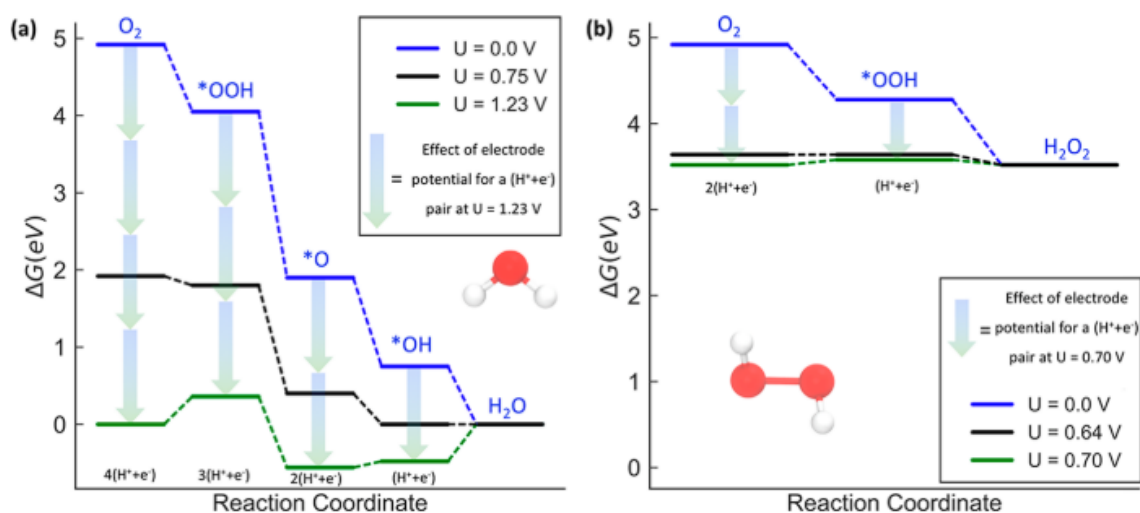 (a)
O₂
*OOH
*O
*OH
H₂O
U = 0.0 V
U = 0.75 V
U = 1.23 V
Effect of electrode
= potential for a (H⁺+e⁻)
pair at U = 1.23 V
5
4
3
2
1
0
ΔG(eV)
4(H⁺+e⁻)
3(H⁺+e⁻)
2(H⁺+e⁻)
(H⁺+e⁻)
Reaction Coordinate
(b)
O₂
*OOH
H₂O₂
2(H⁺+e⁻)
(H⁺+e⁻)
5
4
3
2
1
0
ΔG(eV)
Effect of electrode
= potential for a (H⁺+e⁻)
pair at U = 0.70 V
U = 0.0 V
U = 0.64 V
U = 0.70 V
Reaction Coordinate